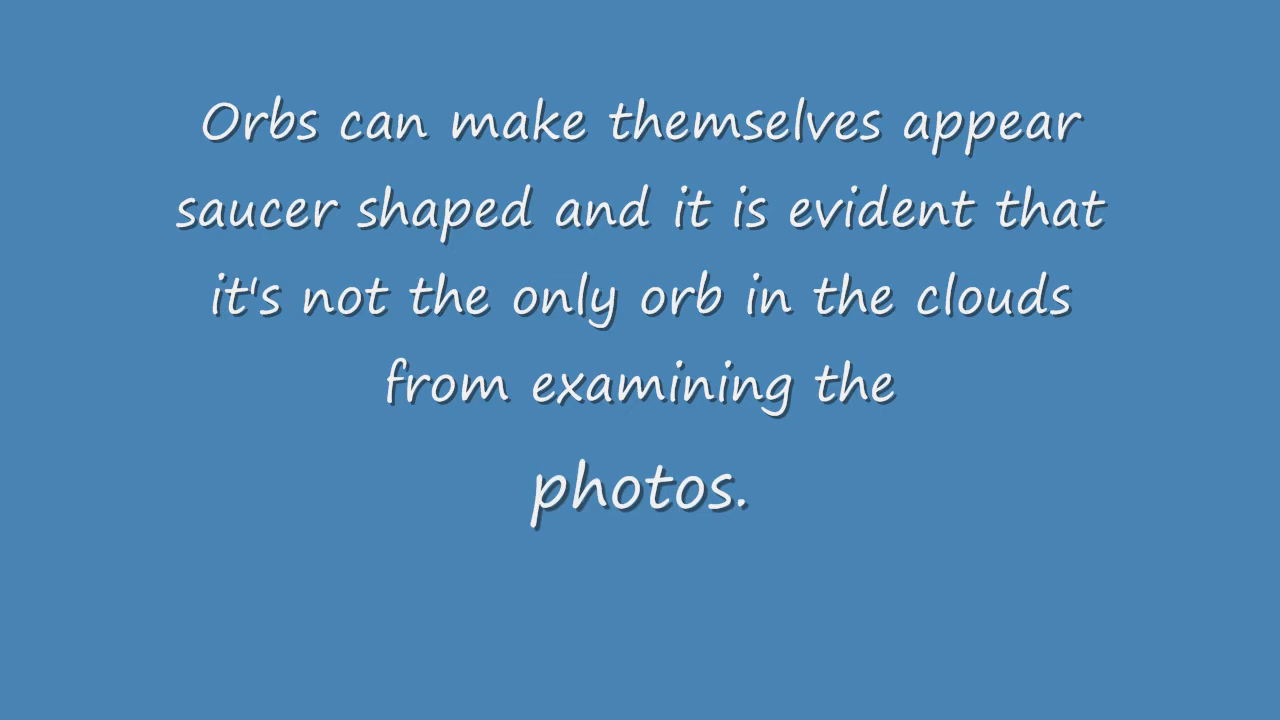 Orbs can make themselves appear
saucer shaped and it is evident that
it's not the only orb in the clouds
from examining the
photos.